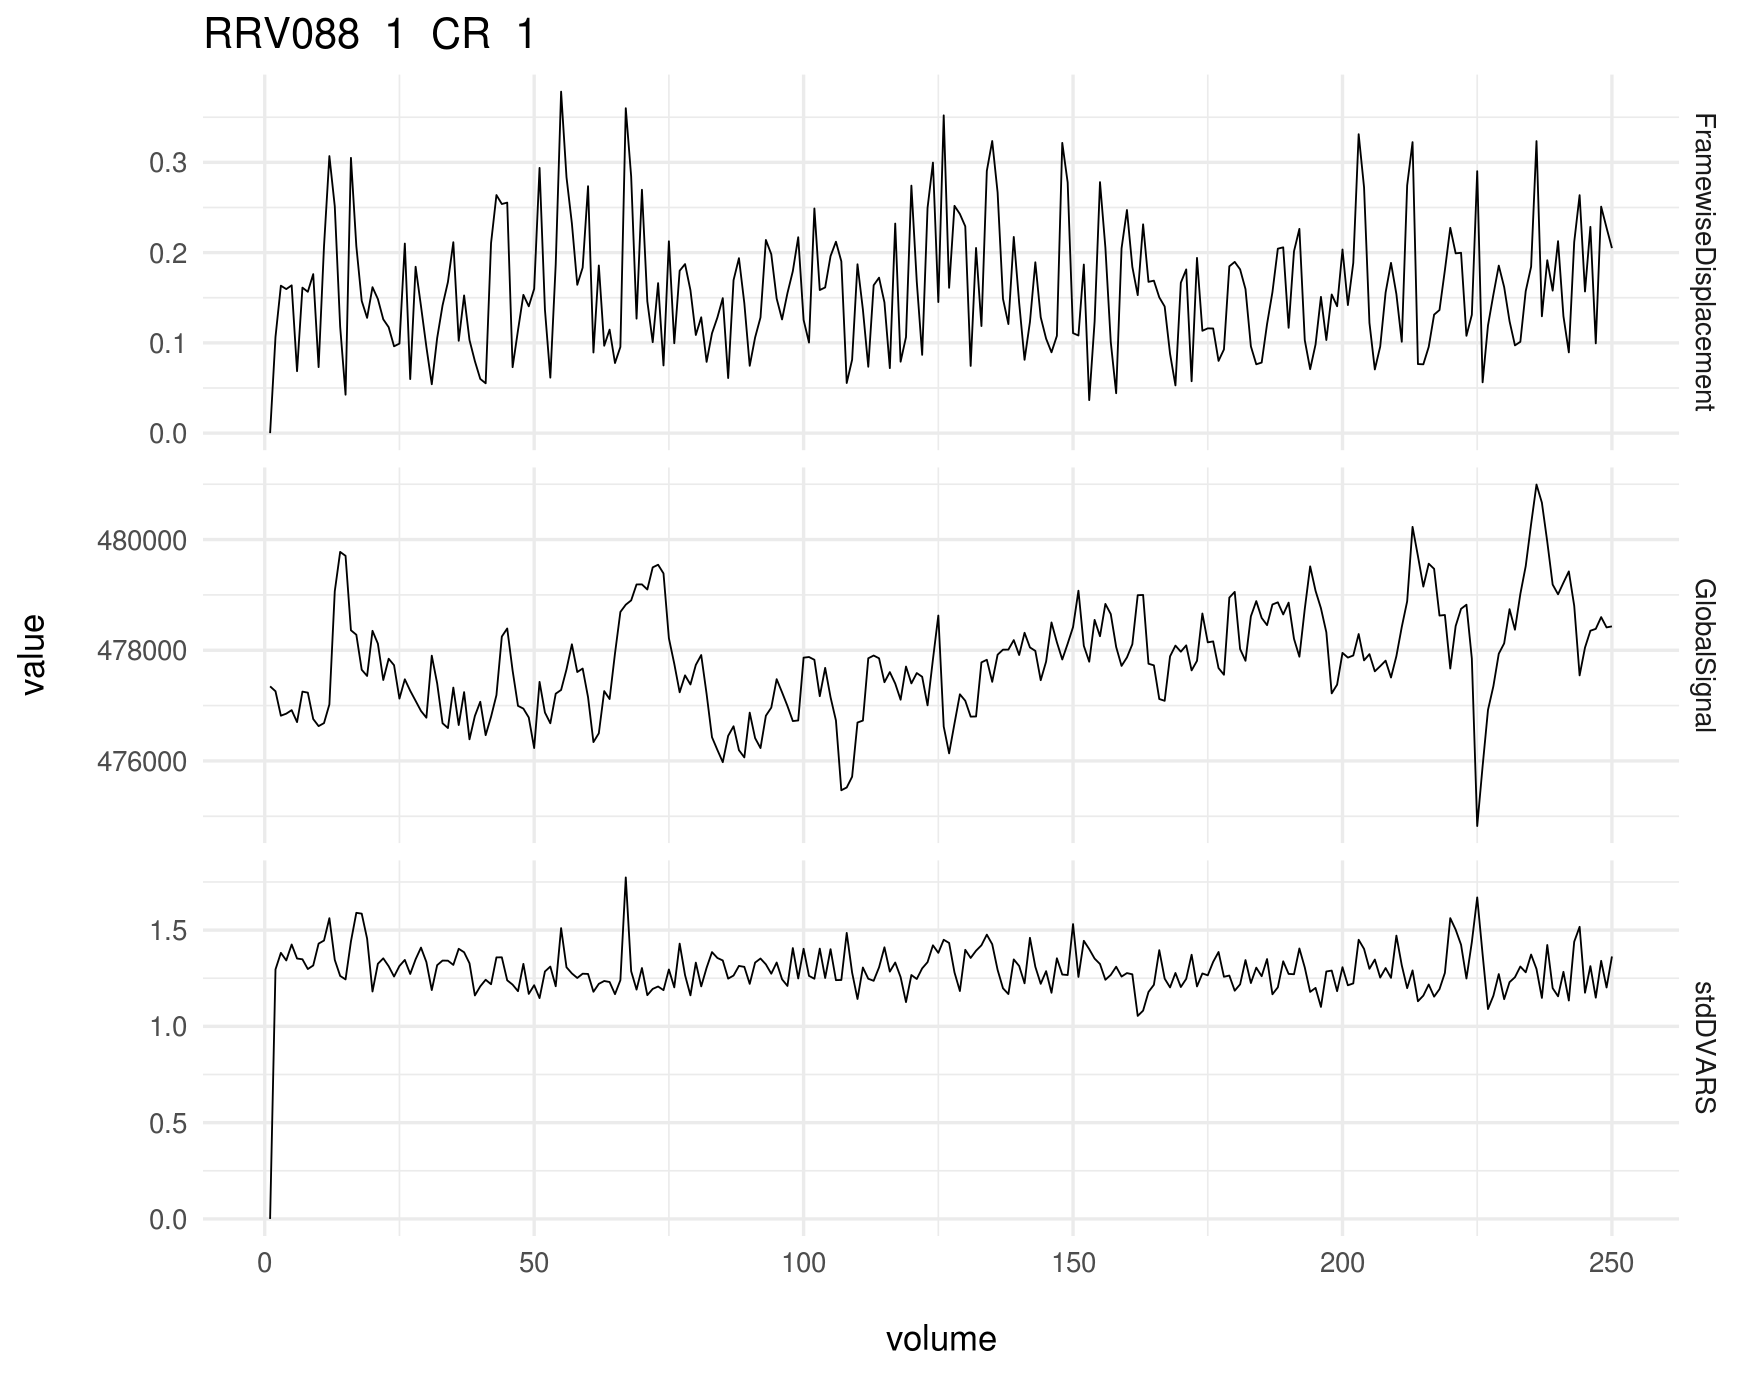 RRV088 1 CR 1
0.3
0.2
0.1
0.0
FramewiseDisplacement
480000
478000
476000
GlobalSignal
value
1.5
1.0
0.5
0.0
stdDVARS
0 50 100 150 200 250
volume